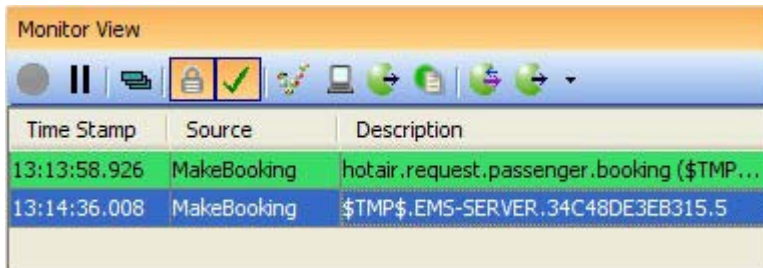 Monitor View
Time Stamp Source Description
13:13:58.926 MakeBooking hotair.request.passenger.booking ($TMP...
13:14:36.008 MakeBooking $TMP$.EMS-SERVER.34C48DE3EB315.5